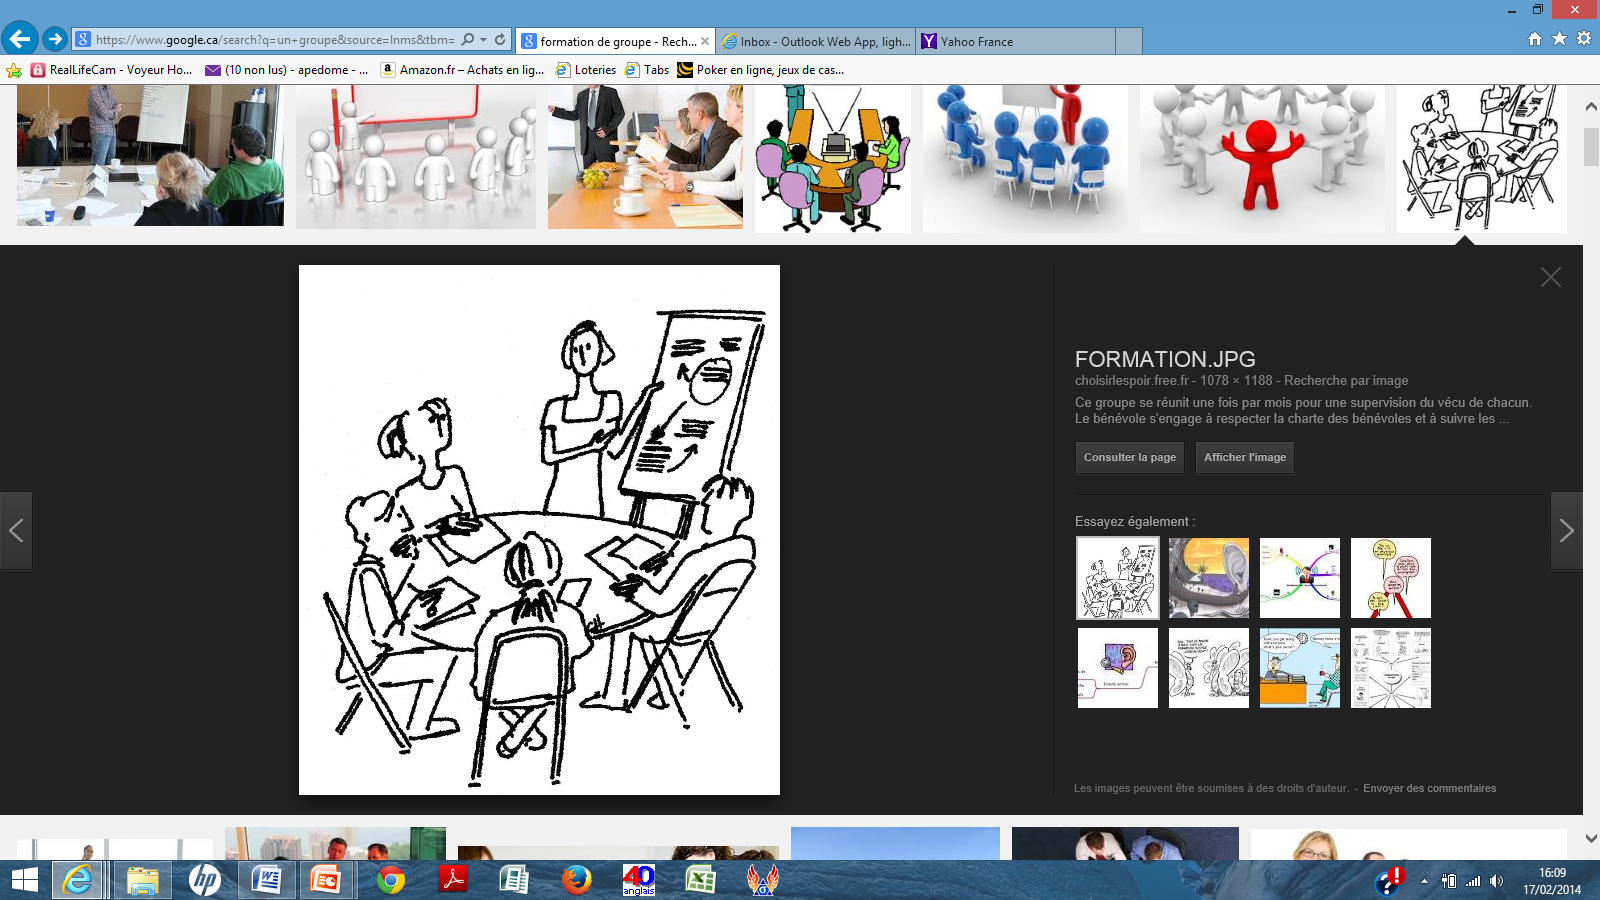 https://www.google.ca/search?q=un+groupe&source=lnms&tbm=
formation de groupe - Rech...
Inbox - Outlook Web App, ligh...
Yahoo France
RealLifeCam - Voyeur Ho...
(10 non lus) - apedome - ...
Amazon.fr – Achats en lig...
Loteries
Tabs
Poker en ligne, jeux de cas...
FORMATION.JPG
choisirlespoir.free.fr - 1078 × 1188 - Recherche par image
Ce groupe se réunit une fois par mois pour une supervision du vécu de chacun.
Le bénévole s'engage à respecter la charte des bénévoles et à suivre les ...
Consulter la page
Afficher l'image
Essayez également :
Les images peuvent être soumises à des droits d'auteur. - Envoyer des commentaires
hp
40
anglais
16:09
17/02/2014